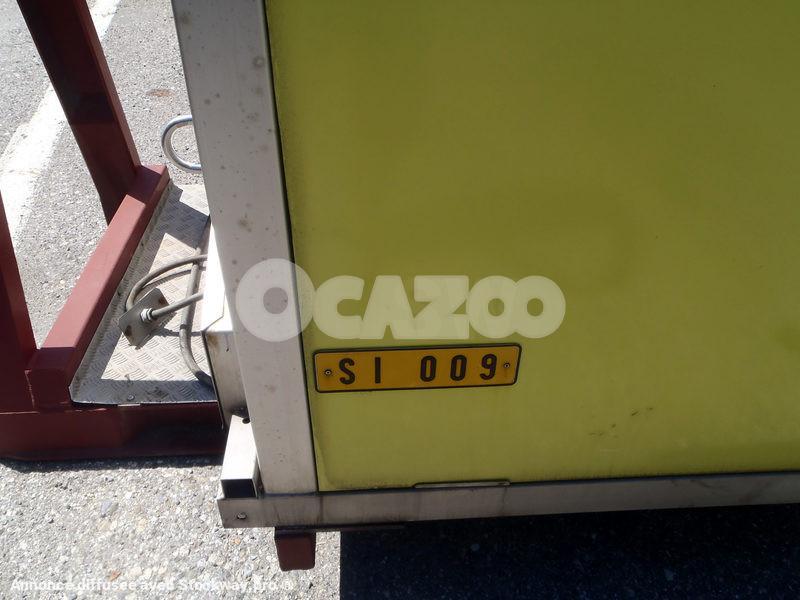 OCAZOO
SI 009
Annonce diffusée avec Stockway.pro ®